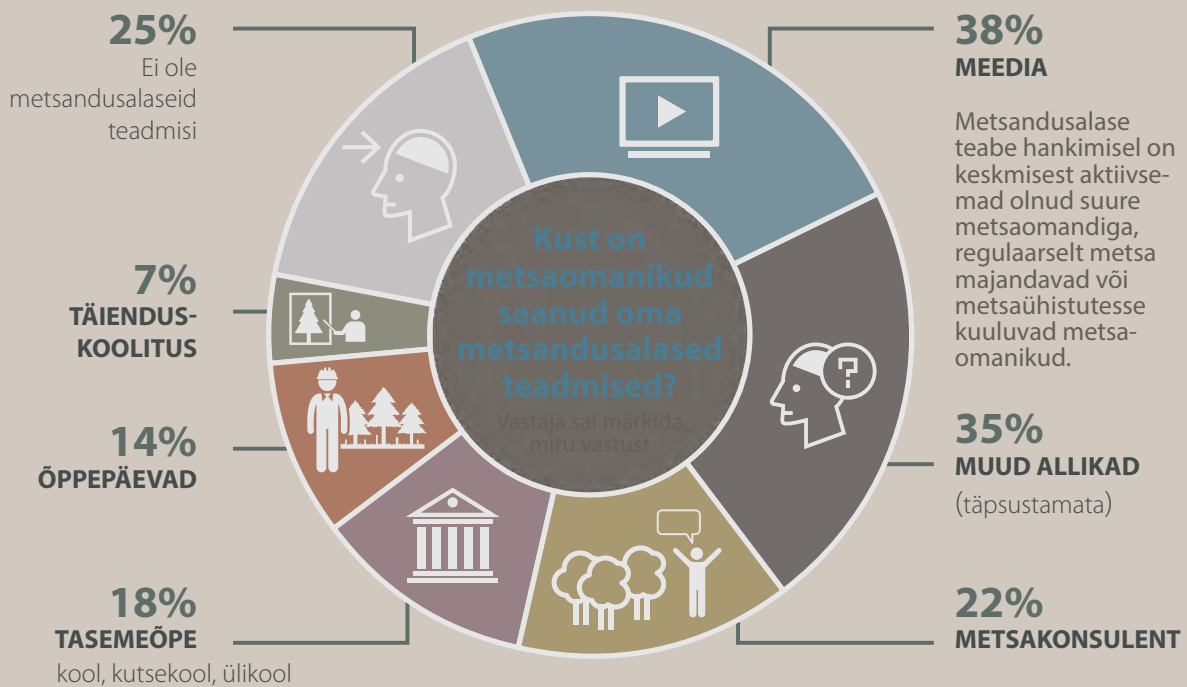 25%
Ei ole
metsandusalaseid
teadmisi
7%
TÄIENDUS-
KOOLITUS
14%
ÕPPEPÄEVAD
18%
TASEMEÕPE
kool, kutsekool, ülikool
Kust on
metsaomanikud
saanud oma
metsandusalased
teadmised?
Vastaja sai märkida
mitu vastust
38%
MEEDIA
Metsandusalase
teabe hankimisel on
keskmisest aktiivse-
mad olnud suure
metsaomandiga,
regulaarselt metsa
majandavad või
metsaühistutesse
kuuluvad metsa-
omanikud.
35%
MUUD ALLIKAD
(täpsustamata)
22%
METSAKONSULENT